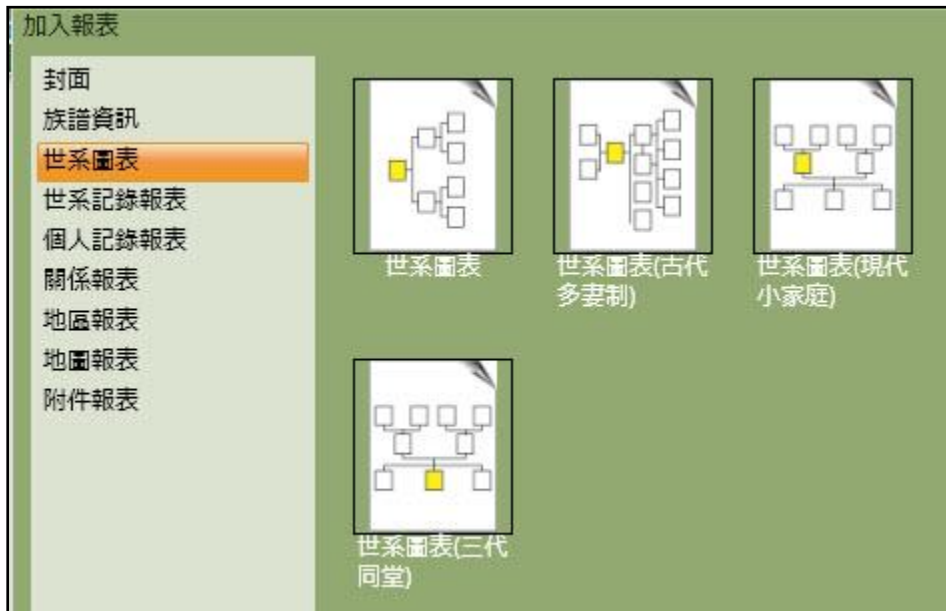 加入報表
封面
族譜資訊
世系圖表
世系記錄報表
個人記錄報表
關係報表
地區報表
地圖報表
附件報表
世系圖表
世系圖表(古代
多妻制)
世系圖表(現代
小家庭)
世系圖表(三代
同堂)